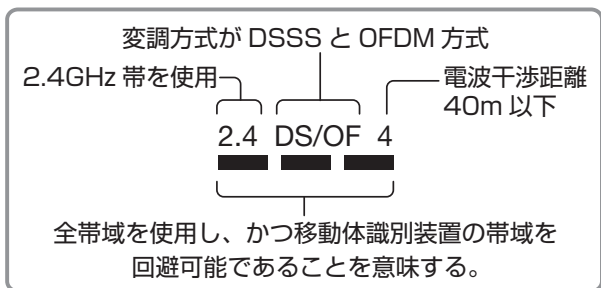 変調方式が DSSS と OFDM 方式
2.4GHz 帯を使用
電波干渉距離
40m 以下
2.4 DS/OF 4
全帯域を使用し、かつ移動体識別装置の帯域を
回避可能であることを意味する。